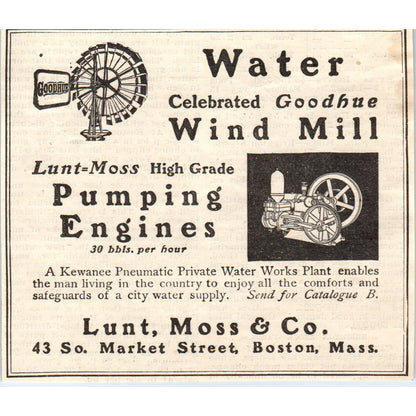 GOODHUE
Water
Celebrated Goodhue
Wind Mill
Lunt=Moss High Grade
Pumping
Engines
30 bbls. per hour
A Kewanee Pneumatic Private Water Works Plant enables
the man living in the country to enjoy all the comforts and
safeguards of a city water supply. Send for Catalogue B.
Lunt, Moss & Co.
43 So. Market Street, Boston, Mass.